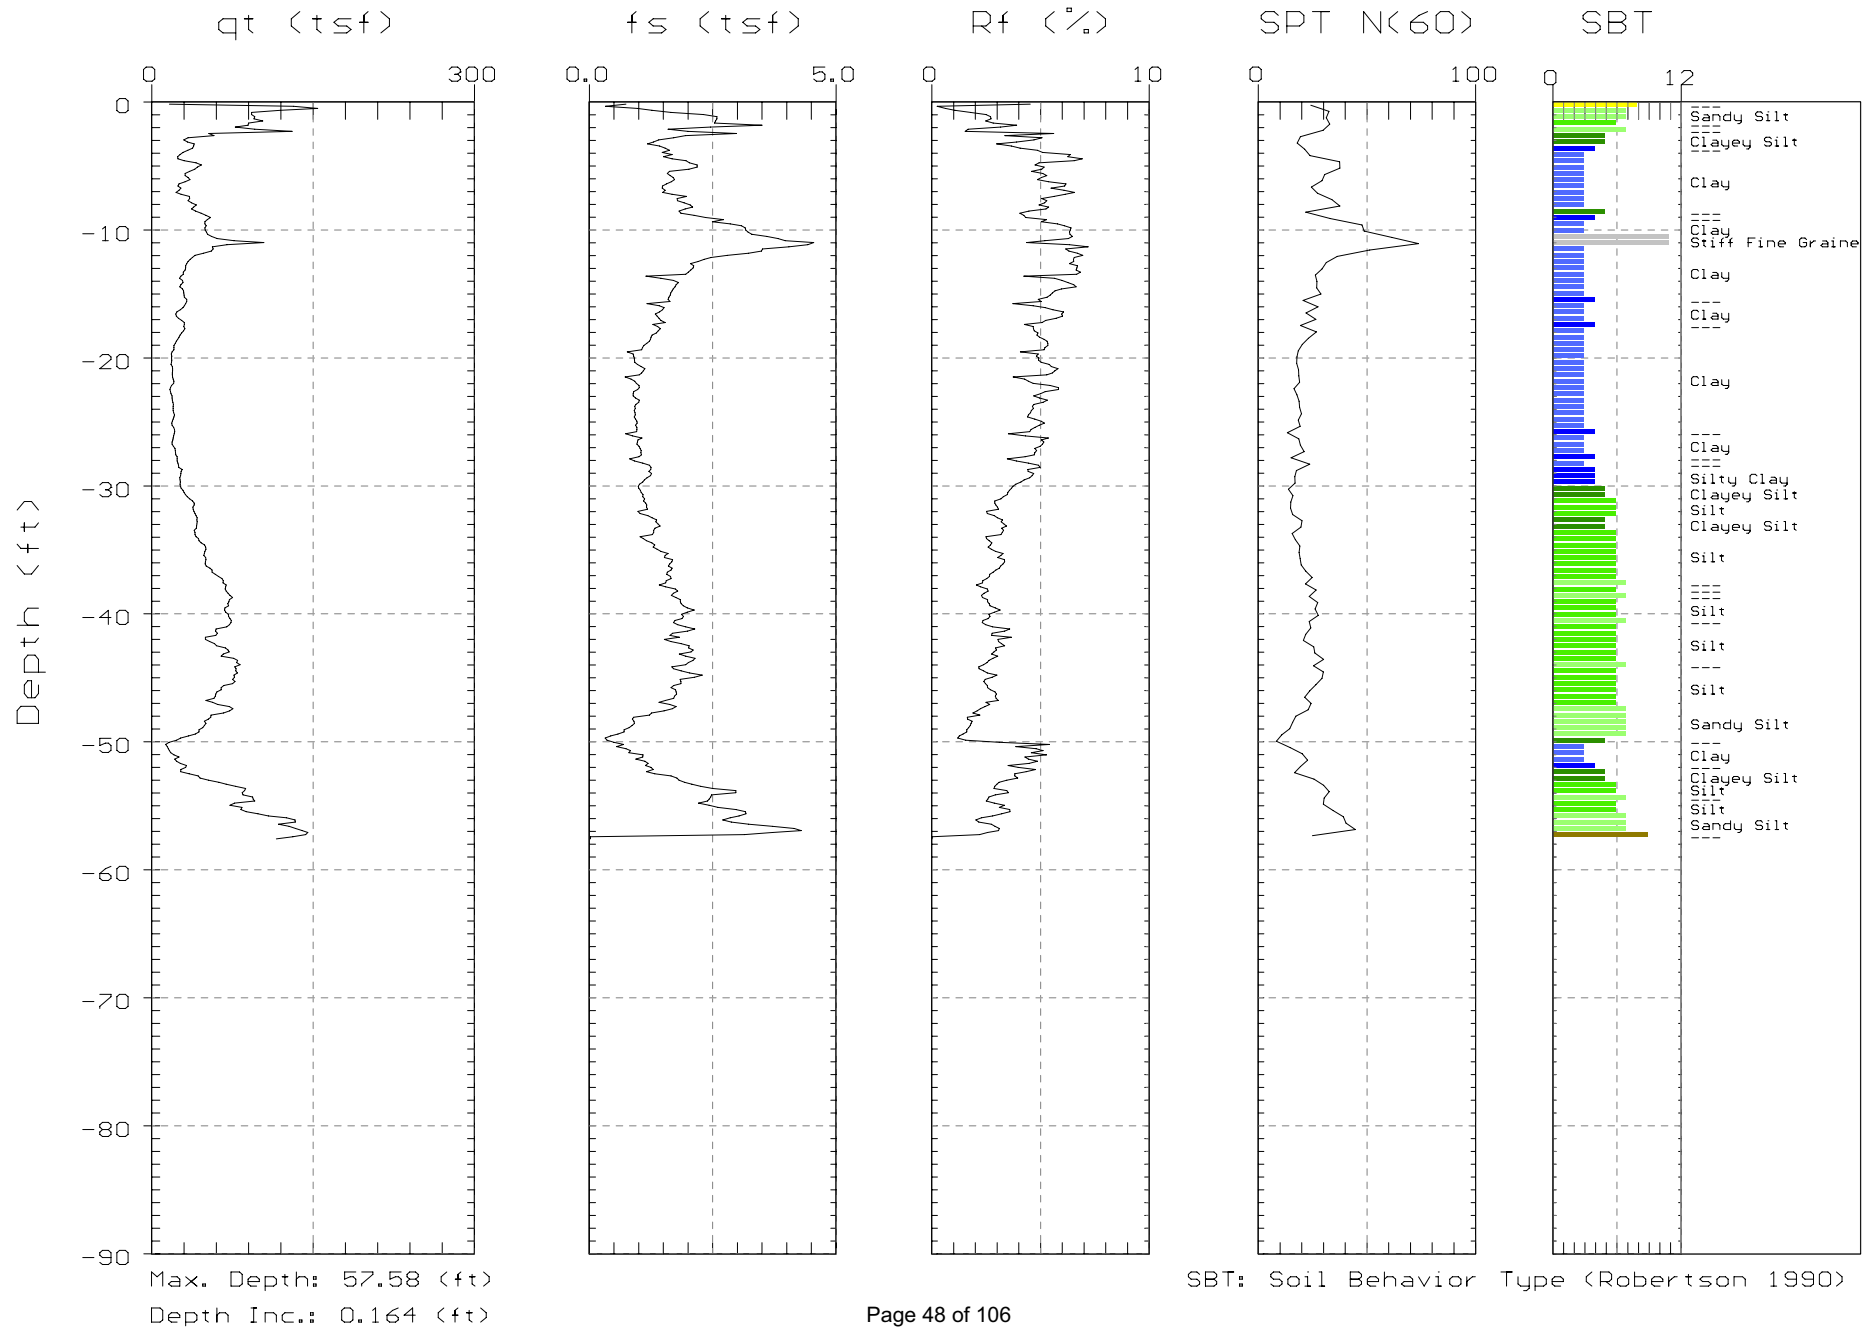 qt (tsf) fs (tsf) Rf (%) SPT N(60) SBT
0 300 0.0 5.0 0 10 0 100 0 12
0
---
Sandy Silt
---
---
Clayey Silt
---
Clay
---
---
-10
Clay
Stiff Fine Graine
Clay
---
Clay
---
-20
Clay
---
Clay
---
---
Silty Clay
-30
Clayey Silt
Silt
Clayey Silt
Silt
---
---
---
Silt
-40
---
Silt
---
Silt
Sandy Silt
-50
---
Clay
---
Clayey Silt
Silt
---
Silt
Sandy Silt
---
-60
-70
-80
-90
Depth (ft)
Max. Depth: 57.58 (ft)
SBT: Soil Behavior Type (Robertson 1990)
Depth Inc.: 0.164 (ft)
Page 48 of 106